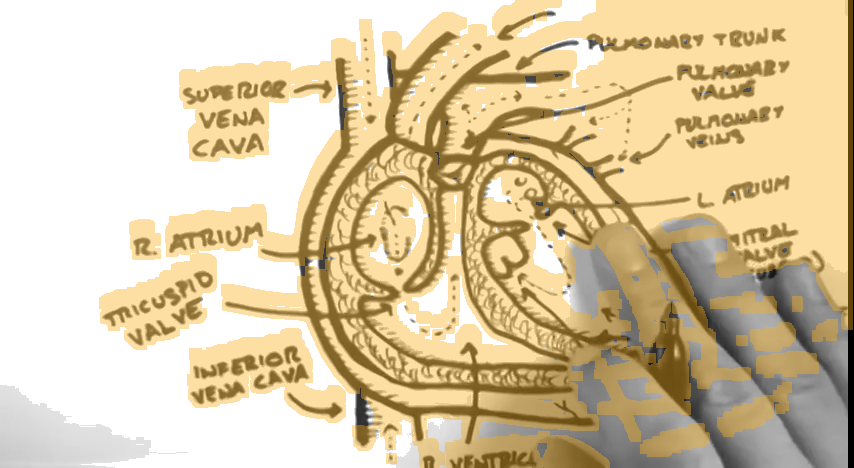 PULMONARY TRUNK
PULMONARY
VALVE
SUPERIOR
VENA
CAVA
PULMONARY
VEINS
L. ATRIUM
R. ATRIUM
MITRAL
VALVE
TRICUSPID
VALVE
INFERIOR
VENA CAVA
R. VENTRICL